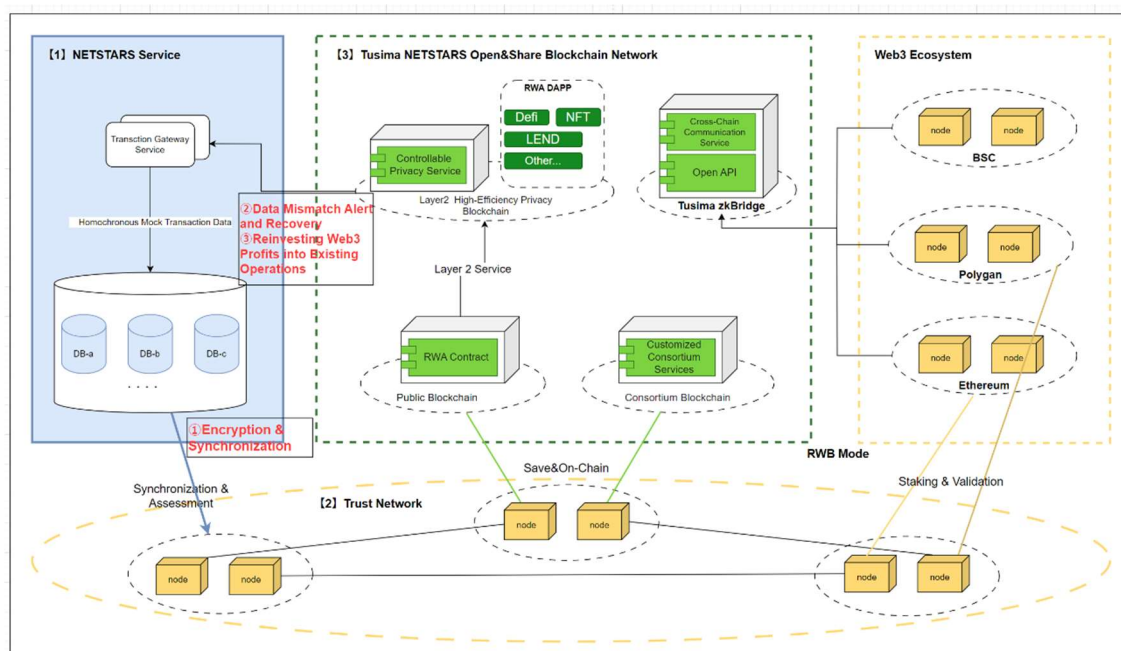 【1】 NETSTARS Service
Transction Gateway
Service
Homochronous Mock Transaction Data
DB-a
DB-b
DB-c
. . . .
①Encryption &
Synchronization
②Data Mismatch Alert
and Recovery
③Reinvesting Web3
Profits into Existing
Operations
【3】 Tusima NETSTARS Open&Share Blockchain Network
RWA DAPP
Defi
NFT
LEND
Other...
Controllable
Privacy Service
Layer2 High-Efficiency Privacy
Blockchain
Cross-Chain
Communication
Service
Open API
Tusima zkBridge
Layer 2 Service
RWA Contract
Public Blockchain
Customized
Consortium
Services
Consortium Blockchain
Web3 Ecosystem
node
node
BSC
node
node
Polygan
node
node
Ethereum
RWB Mode
Synchronization &
Assessment
Save&On-Chain
Staking & Validation
【2】 Trust Network
node
node
node
node
node
node